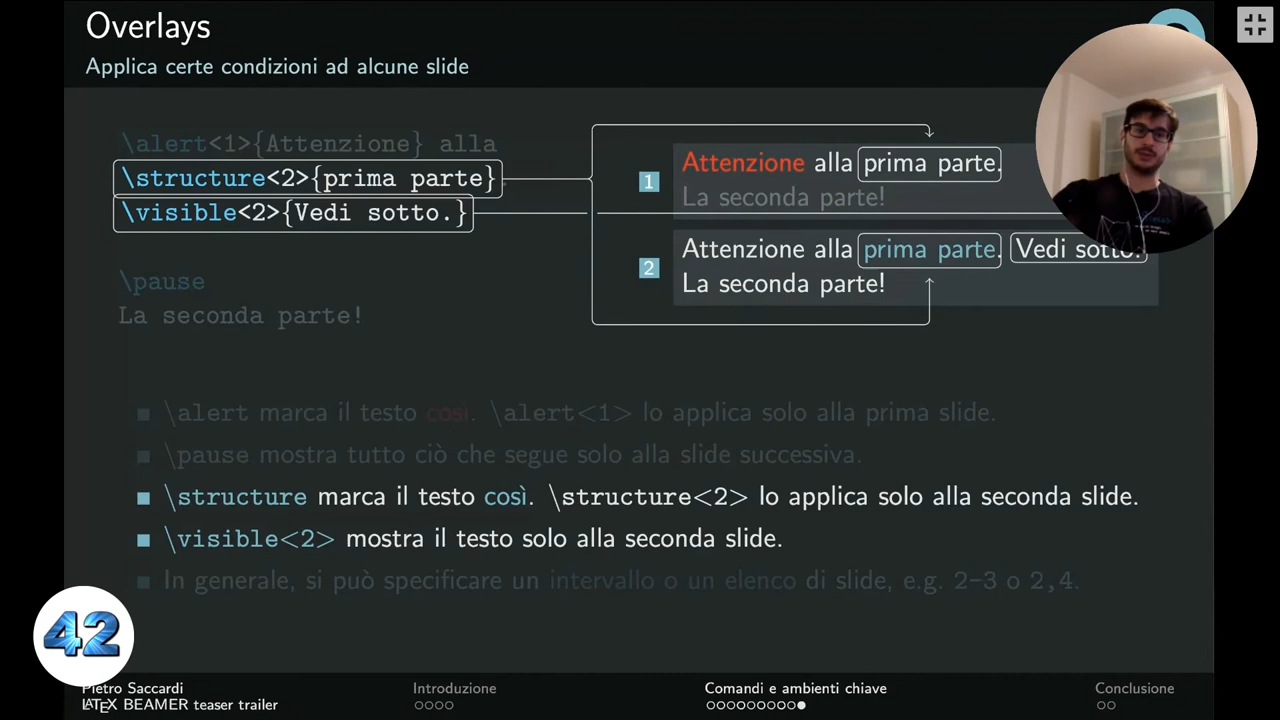 Overlays
Applica certe condizioni ad alcune slide
\alert<1>{Attenzione} alla
\structure<2>{prima parte}.
\visible<2>{Vedi sotto.}
\pause
La seconda parte!
1
Attenzione alla prima parte.
La seconda parte!
2
Attenzione alla prima parte. Vedi sotto.
La seconda parte!
■ \alert marca il testo così. \alert<1> lo applica solo alla prima slide.
■ \pause mostra tutto ciò che segue solo alla slide successiva.
■ \structure marca il testo così. \structure<2> lo applica solo alla seconda slide.
■ \visible<2> mostra il testo solo alla seconda slide.
■ In generale, si può specificare un intervallo o un elenco di slide, e.g. 2-3 o 2,4.
42
Pietro Saccardi
LATEX BEAMER teaser trailer
Introduzione
Comandi e ambienti chiave
Conclusione